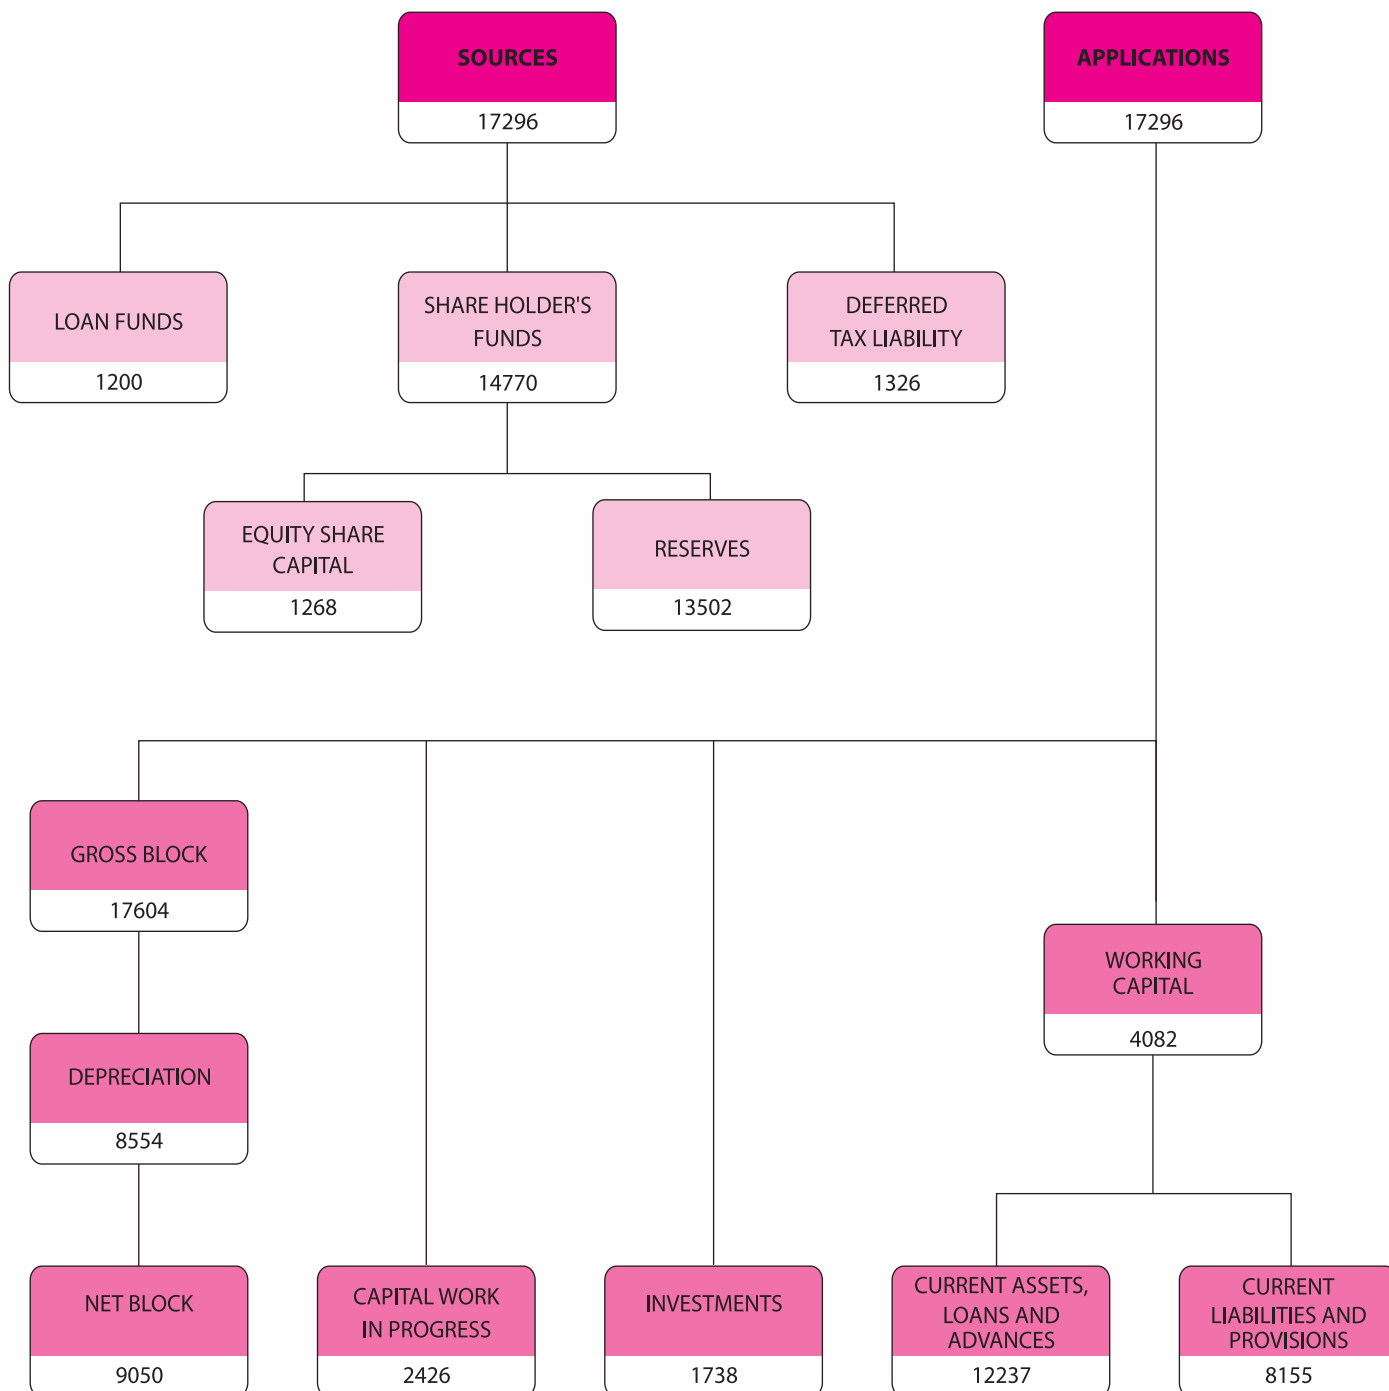 SOURCES
17296
APPLICATIONS
17296
LOAN FUNDS
1200
SHARE HOLDER'S
FUNDS
14770
DEFERRED
TAX LIABILITY
1326
EQUITY SHARE
CAPITAL
1268
RESERVES
13502
GROSS BLOCK
17604
WORKING
CAPITAL
4082
DEPRECIATION
8554
NET BLOCK
9050
CAPITAL WORK
IN PROGRESS
2426
INVESTMENTS
1738
CURRENT ASSETS,
LOANS AND
ADVANCES
12237
CURRENT
LIABILITIES AND
PROVISIONS
8155